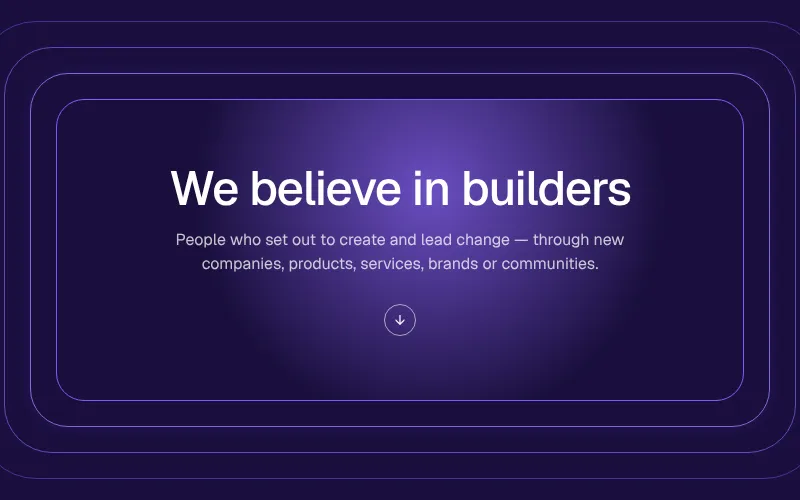 We believe in builders
People who set out to create and lead change — through new
companies, products, services, brands or communities.